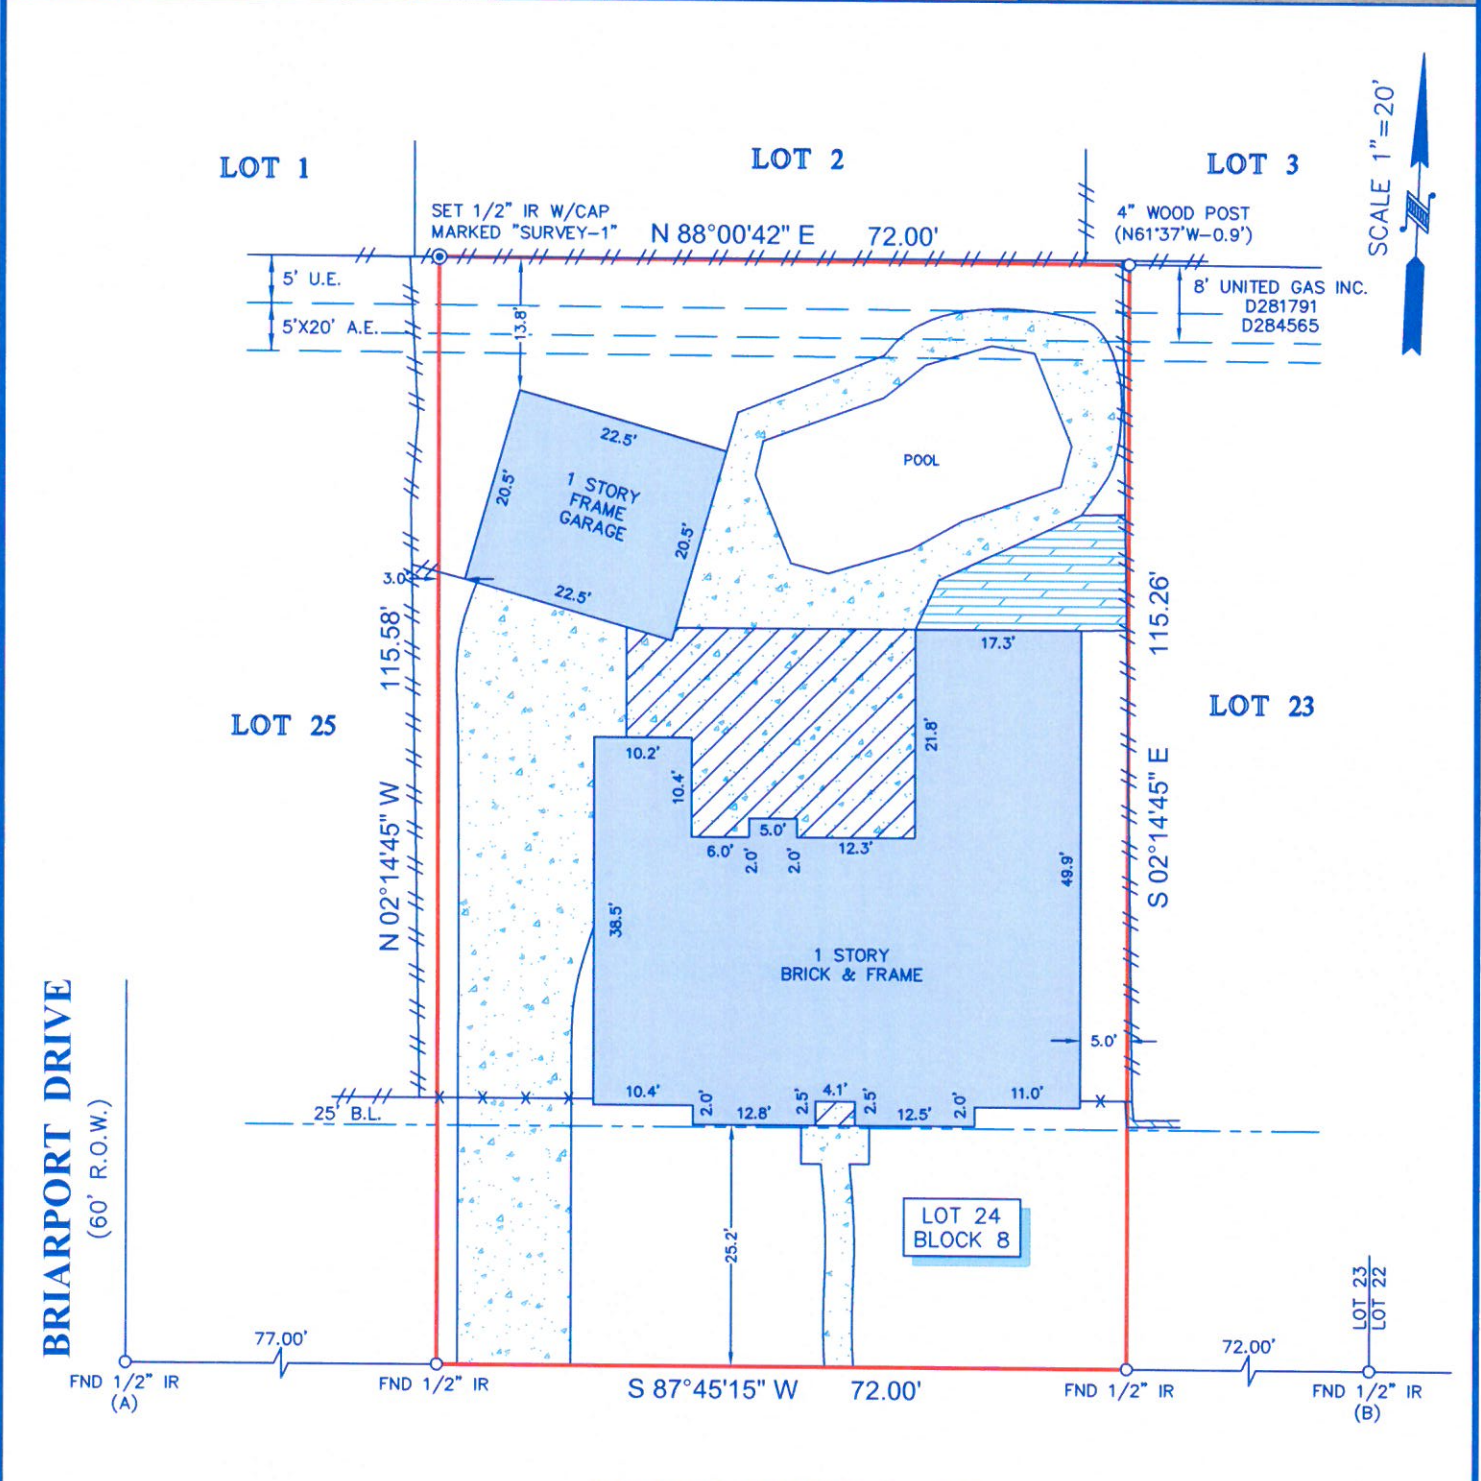 SCALE 1"=20'
LOT 1
LOT 2
LOT 3
SET 1/2" IR W/CAP
MARKED "SURVEY-1"
N 88°00'42" E 72.00'
4" WOOD POST
(N61°37'W-0.9')
5' U.E.
5'X20' A.E.
8' UNITED GAS INC.
D281791
D284565
13.8'
22.5'
20.5'
1 STORY
FRAME
GARAGE
20.5'
22.5'
POOL
3.0'
N 02°14'45" W 115.58'
S 02°14'45" E 115.26'
LOT 25
LOT 23
17.3'
21.8'
10.2'
10.4'
5.0'
6.0'
2.0'
2.0'
12.3'
49.9'
38.5'
1 STORY
BRICK & FRAME
5.0'
10.4'
2.0'
12.8'
2.5'
4.1'
2.5'
12.5'
2.0'
11.0'
X X X X
X
25' B.L.
25.2'
LOT 24
BLOCK 8
BRIARPORT DRIVE
(60' R.O.W.)
LOT 23
LOT 22
77.00'
72.00'
FND 1/2" IR
(A)
FND 1/2" IR
S 87°45'15" W 72.00'
FND 1/2" IR
FND 1/2" IR
(B)